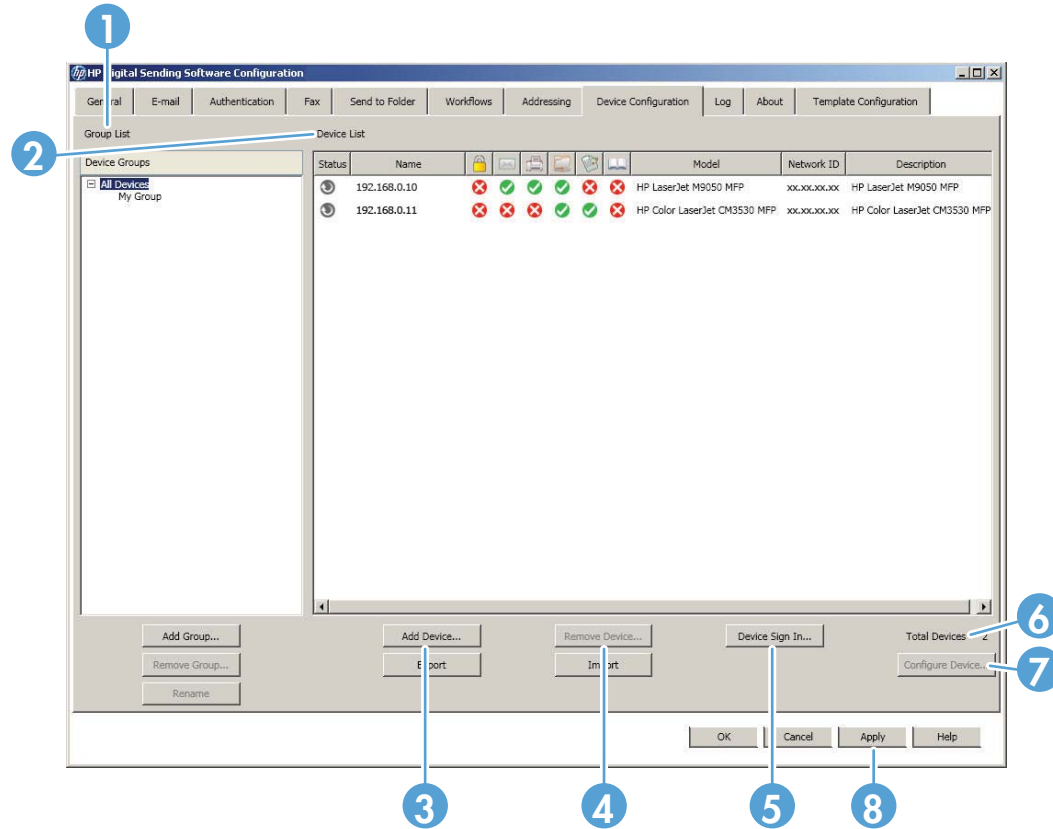 1
HP Digital Sending Software Configuration
General E-mail Authentication Fax Send to Folder Workflows Addressing Device Configuration Log About Template Configuration
Group List Device List
2
Device Groups Status Name Model Network ID Description
All Devices
My Group
192.168.0.10 HP LaserJet M9050 MFP xx.xx.xx.xx HP LaserJet M9050 MFP
192.168.0.11 HP Color LaserJet CM3530 MFP xx.xx.xx.xx HP Color LaserJet CM3530 MFP
6
Add Group... Add Device... Remove Device... Device Sign In... Total Devices 2
Remove Group... Export Import Configure Device...
7
Rename
OK Cancel Apply Help
3 4 5 8